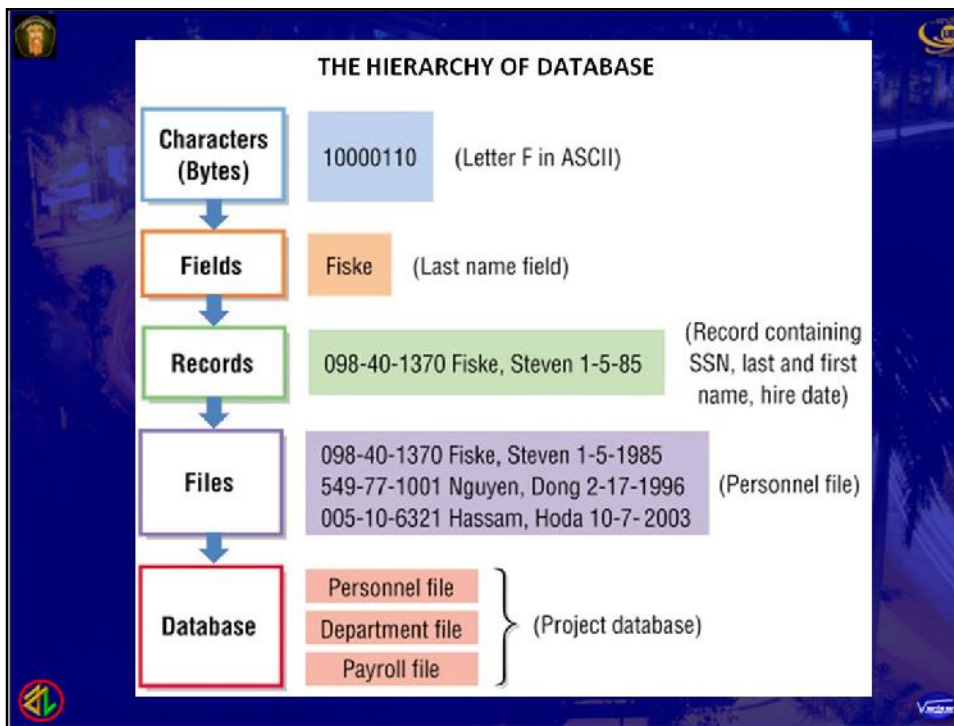 THE HIERARCHY OF DATABASE
Characters
(Bytes)
10000110
(Letter F in ASCII)
Fields
Fiske
(Last name field)
Records
098-40-1370 Fiske, Steven 1-5-85
(Record containing
SSN, last and first
name, hire date)
Files
098-40-1370 Fiske, Steven 1-5-1985
549-77-1001 Nguyen, Dong 2-17-1996
005-10-6321 Hassam, Hoda 10-7- 2003
(Personnel file)
Database
Personnel file
Department file
Payroll file
(Project database)